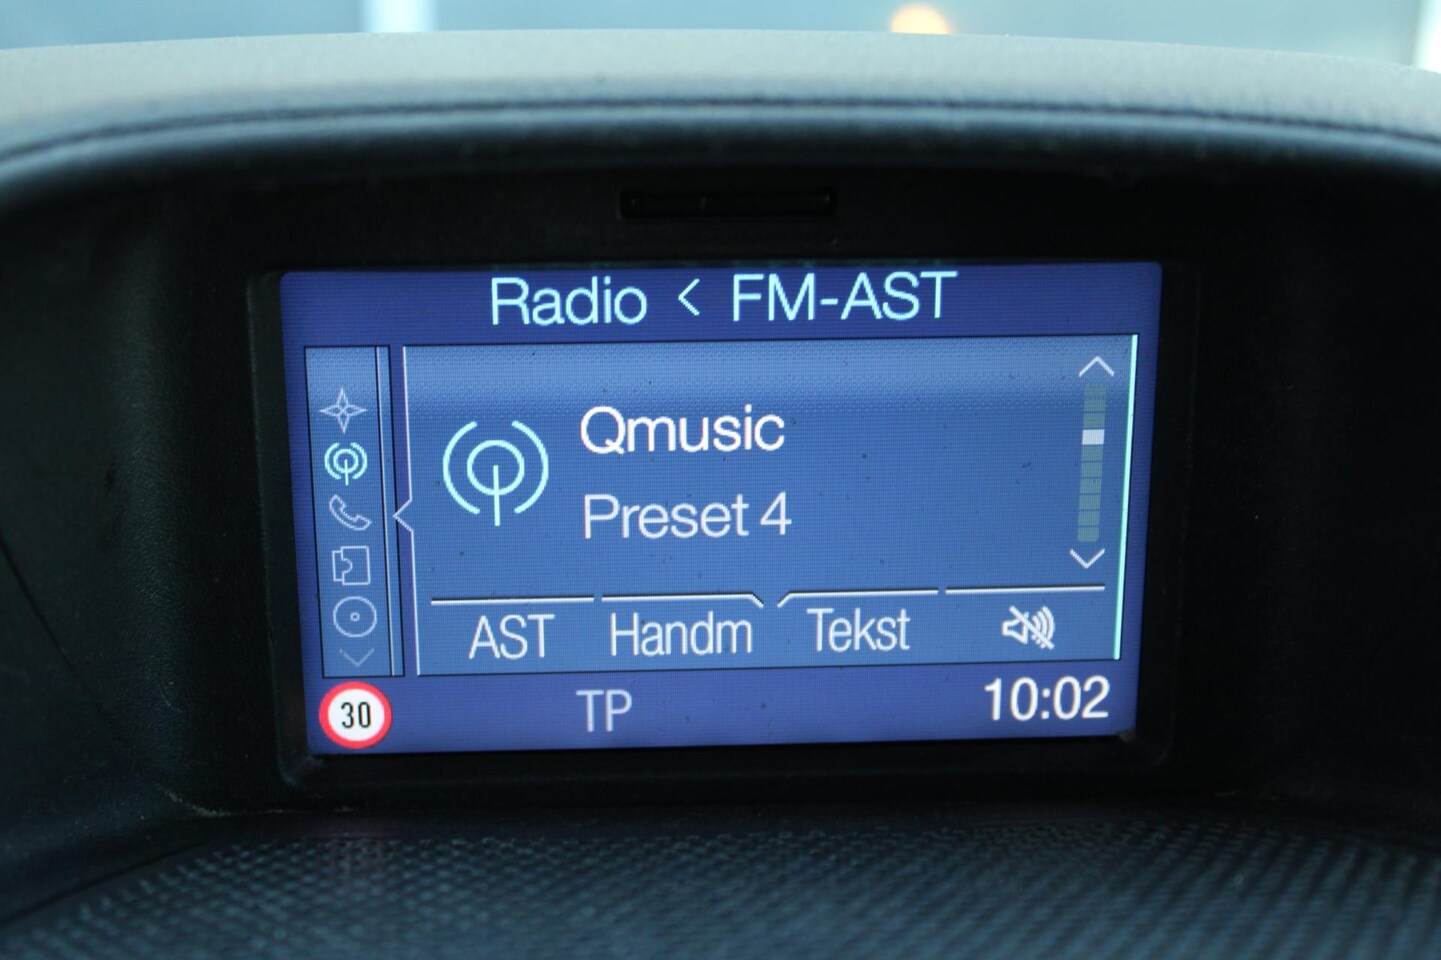 Radio < FM-AST
Qmusic
Preset 4
AST Handm Tekst
30 TP 10:02